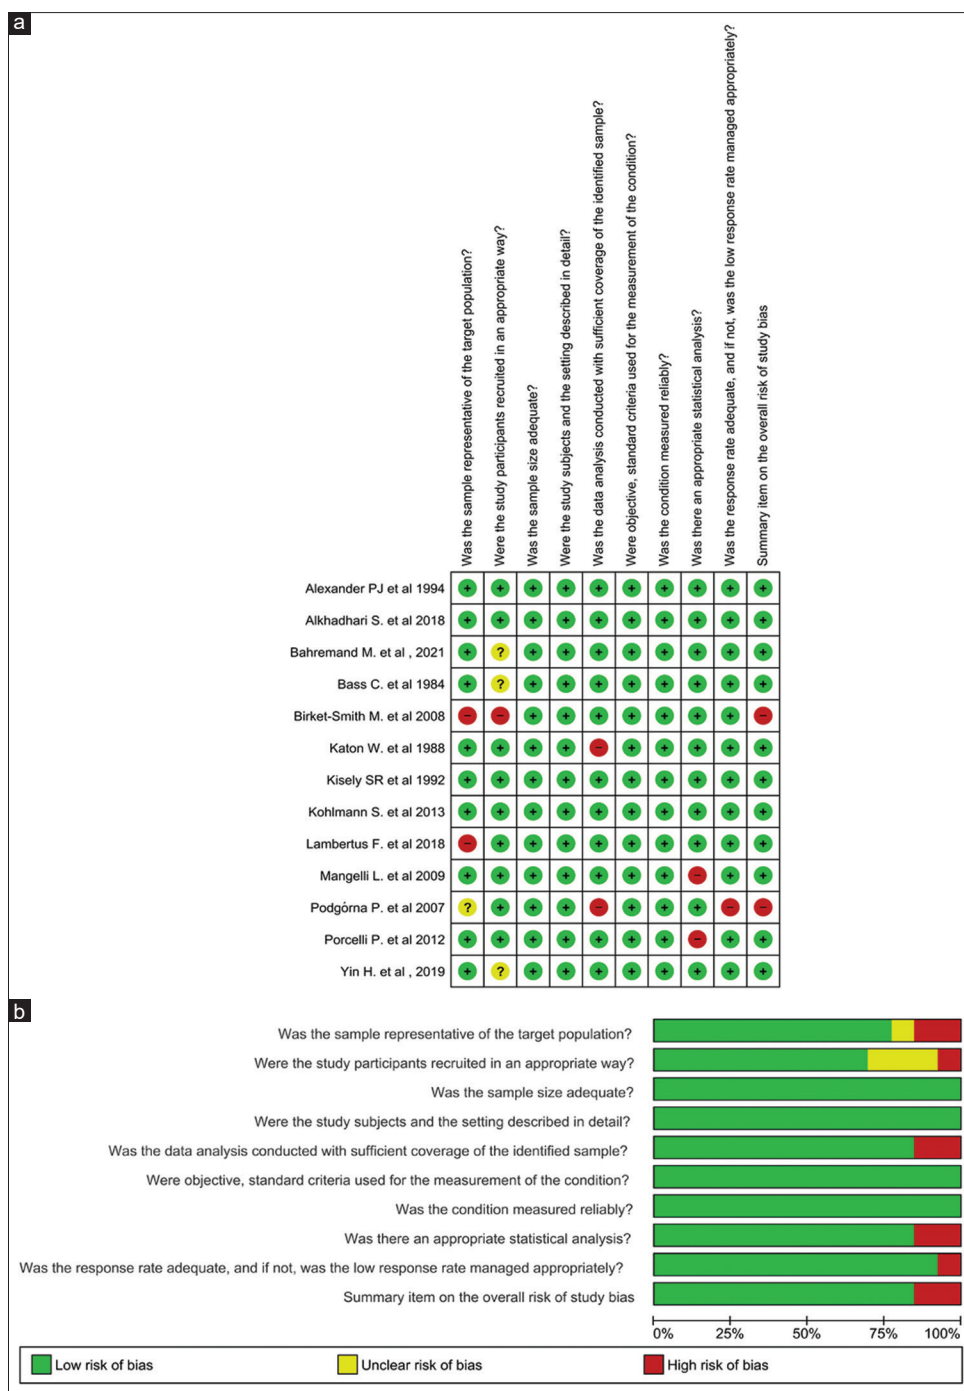 a
Was the sample representative of the target population?
Were the study participants recruited in an appropriate way?
Was the sample size adequate?
Were the study subjects and the setting described in detail?
Was the data analysis conducted with sufficient coverage of the identified sample?
Were objective, standard criteria used for the measurement of the condition?
Was the condition measured reliably?
Was there an appropriate statistical analysis?
Was the response rate adequate, and if not, was the low response rate managed appropriately?
Summary item on the overall risk of study bias
Alexander PJ et al 1994 + + + + + + + + + +
Alkhadhari S. et al 2018 + + + + + + + + + +
Bahremand M. et al , 2021 + ? + + + + + + + +
Bass C. et al 1984 + ? + + + + + + + +
Birket-Smith M. et al 2008 − − + + + + + + + −
Katon W. et al 1988 + + + + − + + + + +
Kisely SR et al 1992 + + + + + + + + + +
Kohlmann S. et al 2013 + + + + + + + + + +
Lambertus F. et al 2018 − + + + + + + + + +
Mangelli L. et al 2009 + + + + + + + − + +
Podgórna P. et al 2007 ? + + + − + + + − −
Porcelli P. et al 2012 + + + + + + + − + +
Yin H. et al , 2019 + ? + + + + + + + +
b
Was the sample representative of the target population?
Were the study participants recruited in an appropriate way?
Was the sample size adequate?
Were the study subjects and the setting described in detail?
Was the data analysis conducted with sufficient coverage of the identified sample?
Were objective, standard criteria used for the measurement of the condition?
Was the condition measured reliably?
Was there an appropriate statistical analysis?
Was the response rate adequate, and if not, was the low response rate managed appropriately?
Summary item on the overall risk of study bias
0% 25% 50% 75% 100%
Low risk of bias Unclear risk of bias High risk of bias